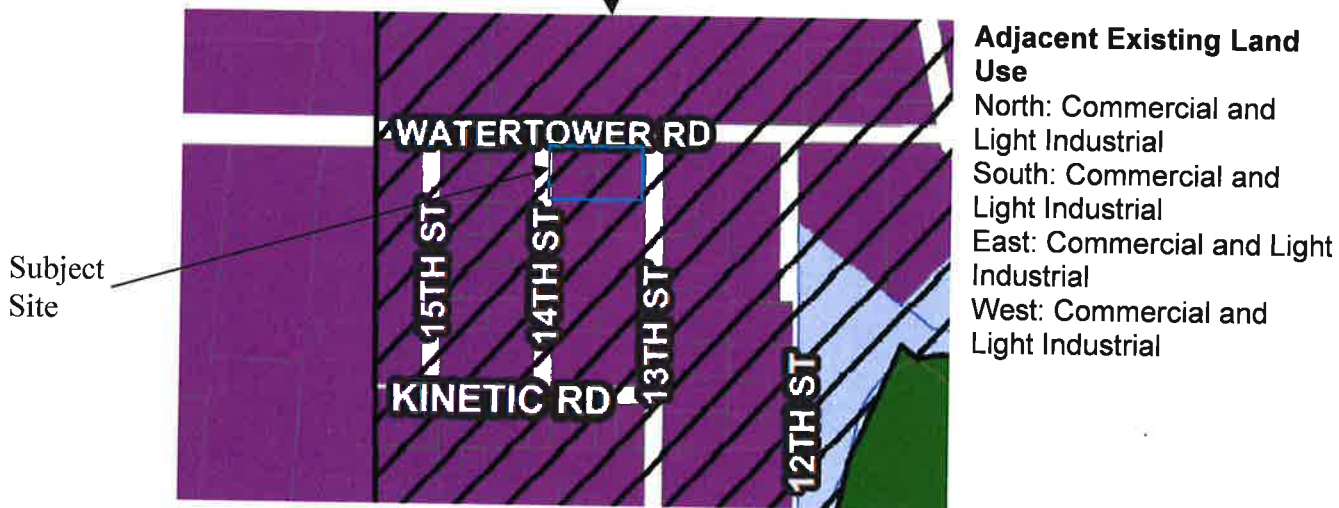 Adjacent Existing Land
Use
North: Commercial and
Light Industrial
South: Commercial and
Light Industrial
East: Commercial and Light
Industrial
West: Commercial and
Light Industrial
WATERTOWER RD
15TH ST
14TH ST
13TH ST
12TH ST
KINETIC RD
Subject
Site